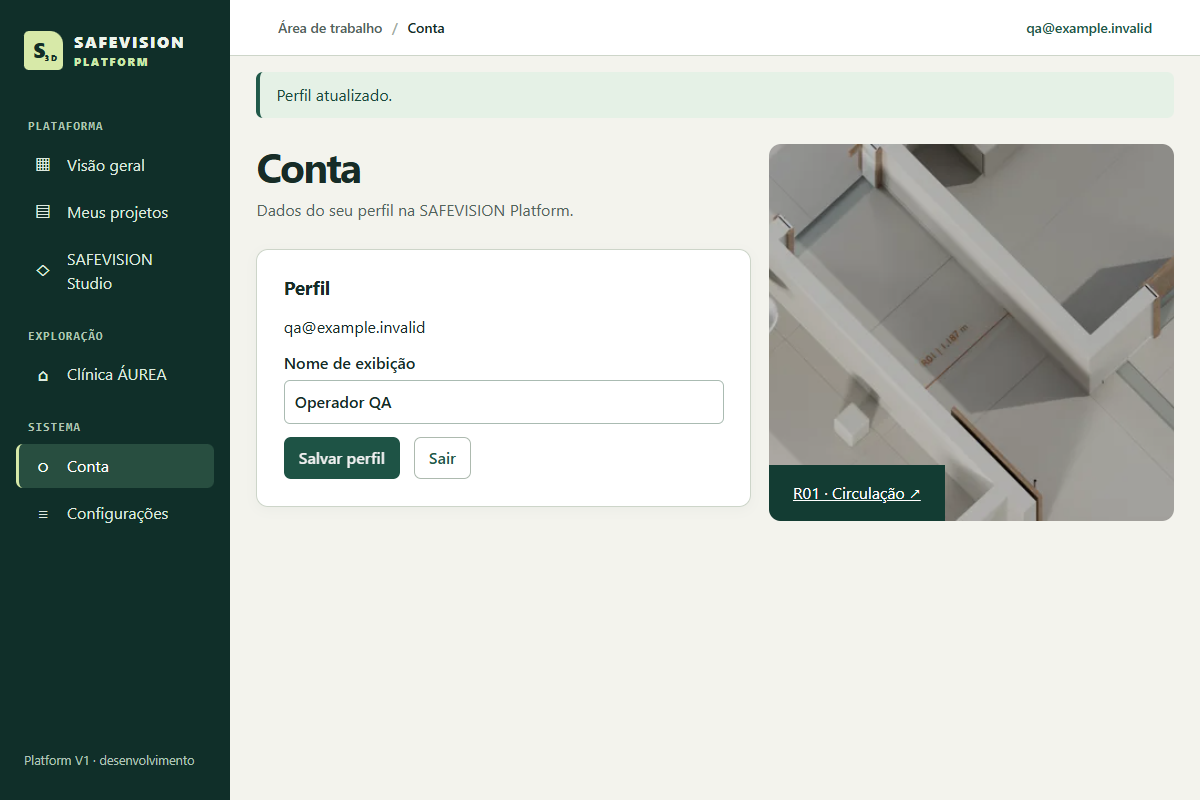 S3D
SAFEVISION
PLATFORM
PLATAFORMA
Visão geral
Meus projetos
SAFEVISION
Studio
EXPLORAÇÃO
Clínica ÁUREA
SISTEMA
Conta
Configurações
Platform V1 · desenvolvimento
Área de trabalho / Conta
qa@example.invalid
Perfil atualizado.
Conta
Dados do seu perfil na SAFEVISION Platform.
Perfil
qa@example.invalid
Nome de exibição
Operador QA
Salvar perfil
Sair
R01 · Circulação ↗